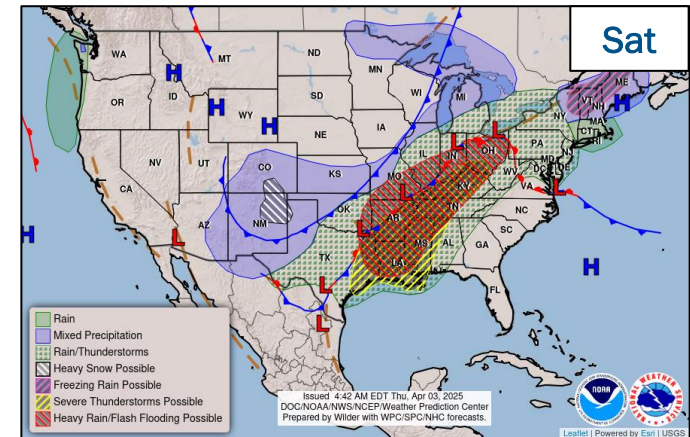 Sat
WA
MT
ND
MN
ME
VT
NH
OR
ID
WY
SD
WI
MI
NY
MA
CT
RI
NE
IA
PA
NJ
NV
UT
CO
KS
MO
IL
IN
OH
WV
MD
DE
DC
VA
KY
CA
AZ
NM
OK
AR
TN
NC
SC
TX
LA
MS
AL
GA
FL
H
H
H
H
H
H
L
L
L
L
L
L
L
L
Rain
Mixed Precipitation
Rain/Thunderstorms
Heavy Snow Possible
Freezing Rain Possible
Severe Thunderstorms Possible
Heavy Rain/Flash Flooding Possible
Issued 4:42 AM EDT Thu, Apr 03, 2025
DOC/NOAA/NWS/NCEP/Weather Prediction Center
Prepared by Wilder with WPC/SPC/NHC forecasts.
NOAA
NATIONAL WEATHER SERVICE
Leaflet | Powered by Esri | USGS